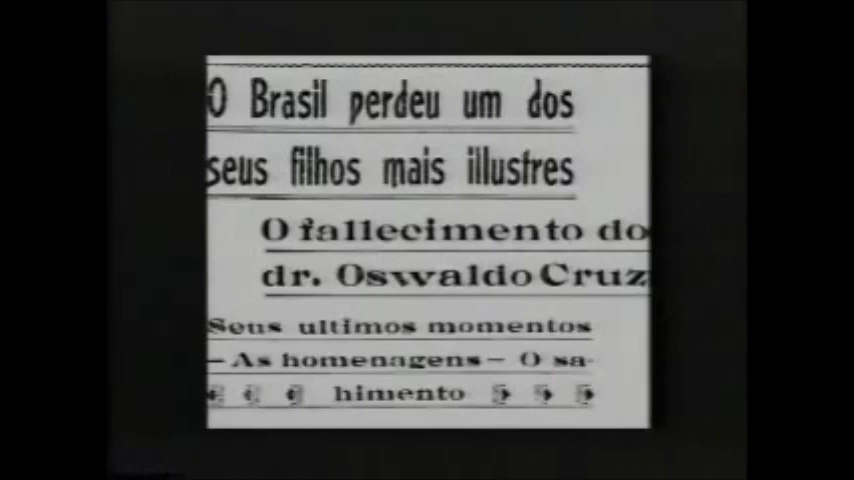 O Brasil perdeu um dos
seus filhos mais illustres
O fallecimento do
dr. Oswaldo Cruz
Seus ultimos momentos
— As homenagens — O sa-
himento